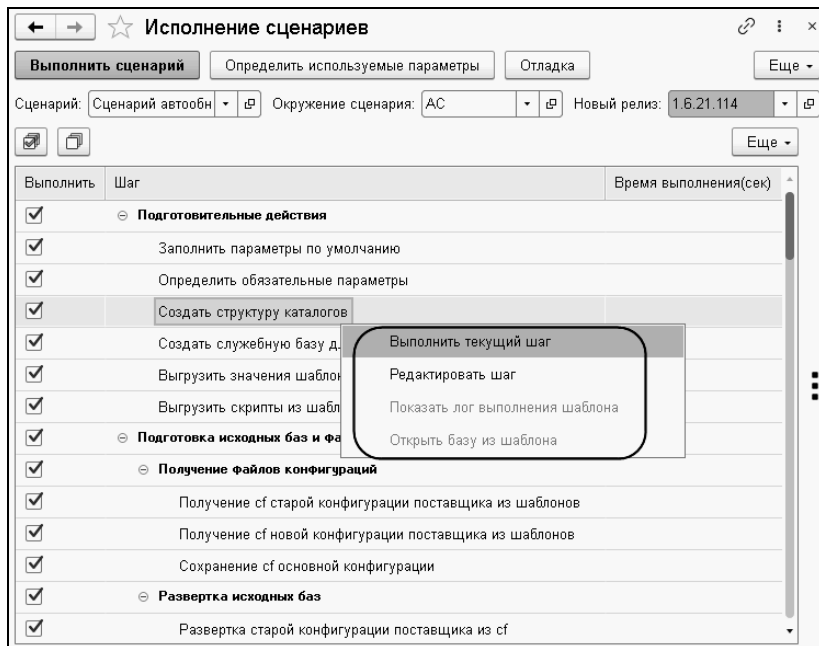 Исполнение сценариев
Выполнить сценарий Определить используемые параметры Отладка Еще
Сценарий: Сценарий автообн Окружение сценария: АС Новый релиз: 1.6.21.114
Еще
Выполнить Шаг Время выполнения(сек)
Подготовительные действия
Заполнить параметры по умолчанию
Определить обязательные параметры
Создать структуру каталогов
Выполнить текущий шаг
Создать служебную базу д
Редактировать шаг
Выгрузить значения шабло
Показать лог выполнения шаблона
Выгрузить скрипты из шабл
Открыть базу из шаблона
Подготовка исходных баз и фа
Получение файлов конфигураций
Получение cf старой конфигурации поставщика из шаблонов
Получение cf новой конфигурации поставщика из шаблонов
Сохранение cf основной конфигурации
Развертка исходных баз
Развертка старой конфигурации поставщика из cf